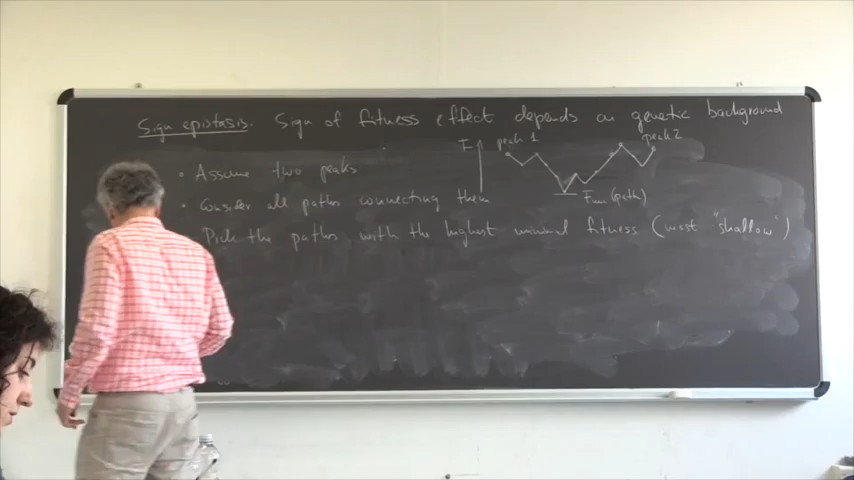 Sign epistasis: Sign of fitness effect depends on genetic background
F peak 1 peak 2
• Assume two peaks
• Consider all paths connecting them
F min (path)
Pick the paths with the highest minimal fitness (most "shallow")